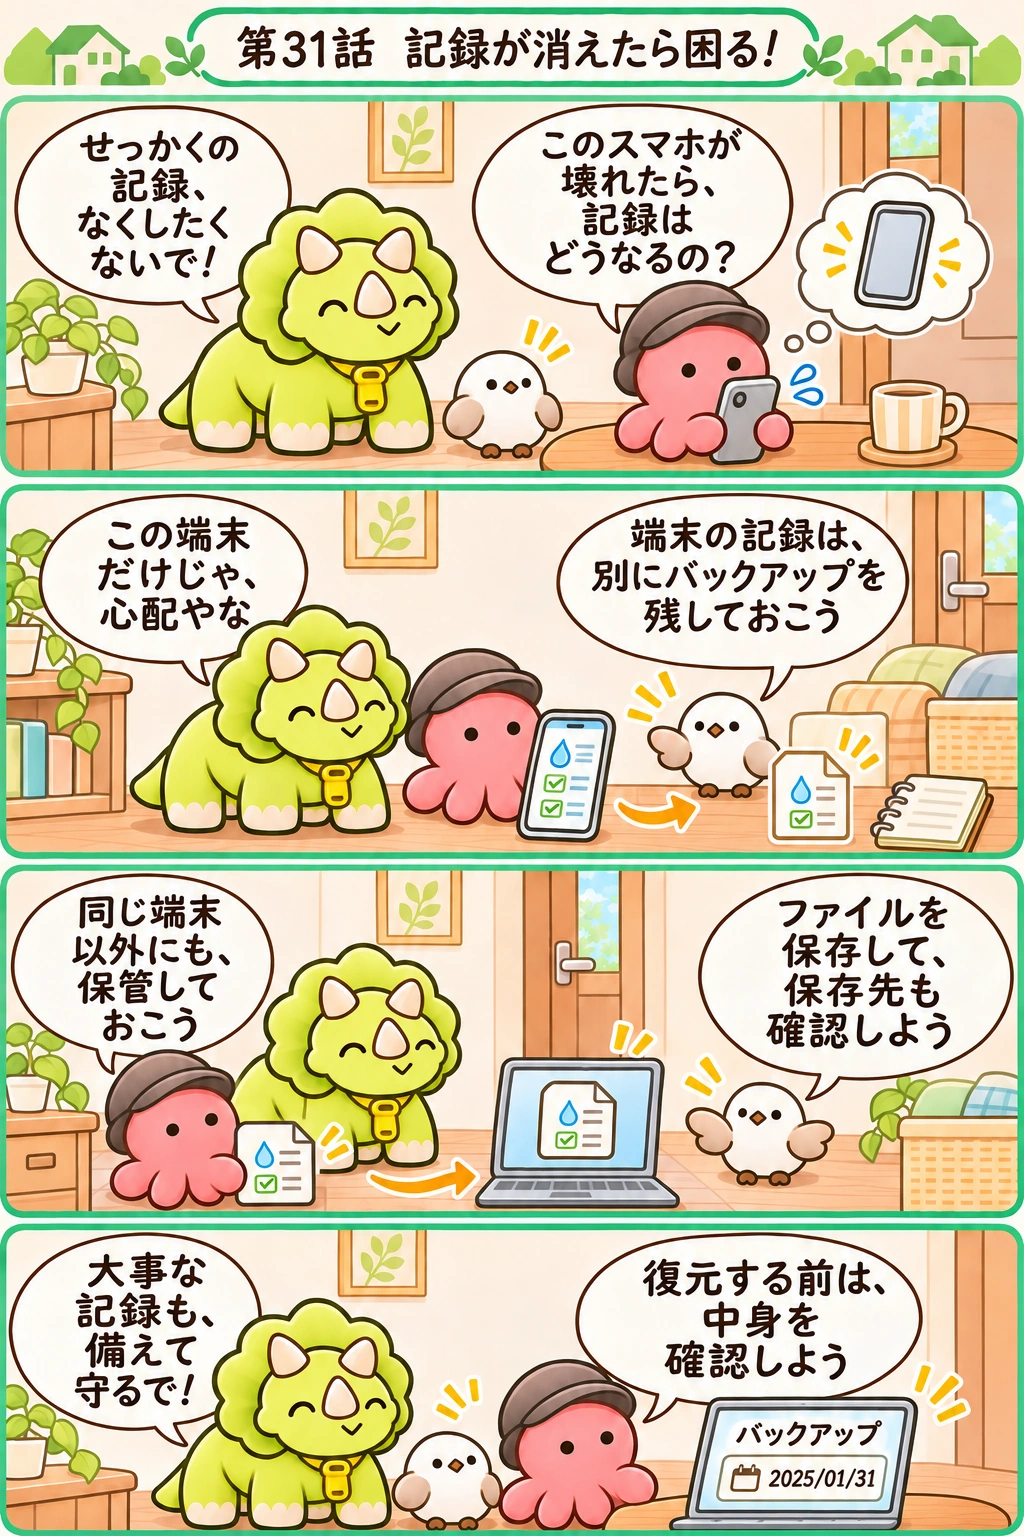 第31話 記録が消えたら困る!
せっかくの
記録、
なくしたく
ないで!
このスマホが
壊れたら、
記録は
どうなるの?
この端末
だけじゃ、
心配やな
端末の記録は、
別にバックアップを
残しておこう
同じ端末
以外にも、
保管して
おこう
ファイルを
保存して、
保存先も
確認しよう
大事な
記録も、
備えて
守るで!
復元する前は、
中身を
確認しよう
バックアップ
2025/01/31